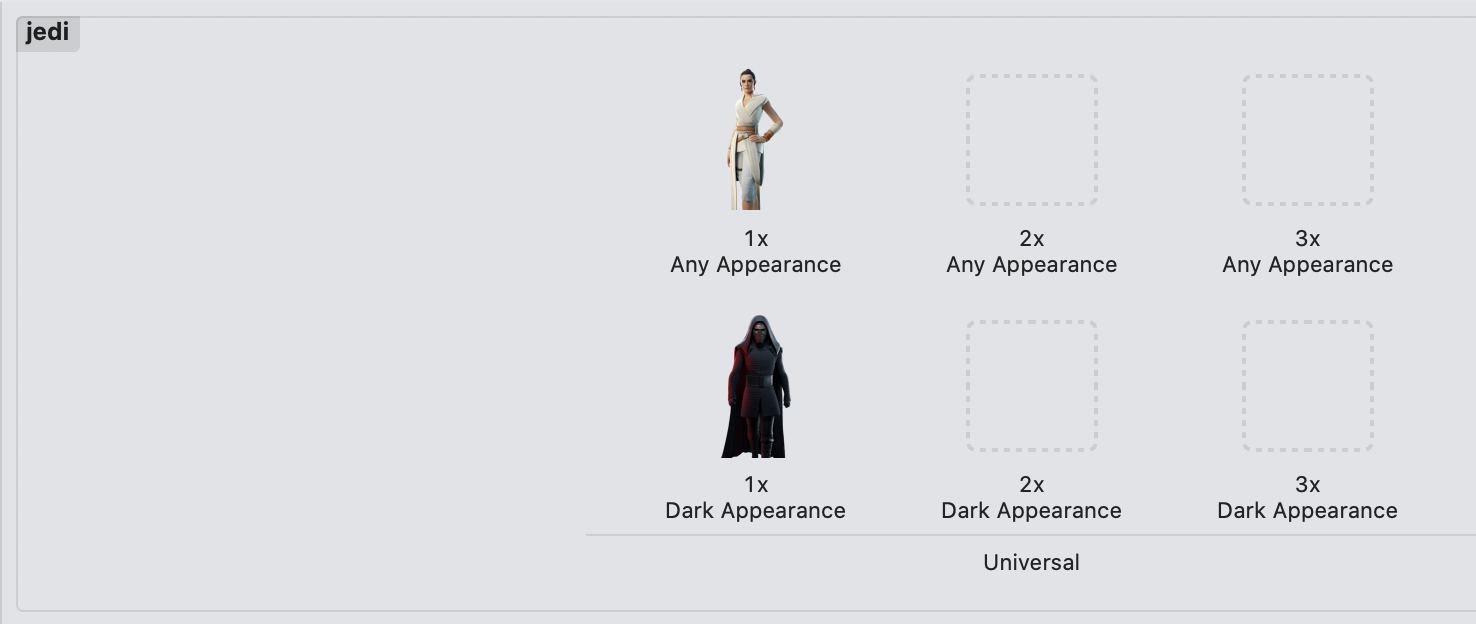 jedi
1x
Any Appearance
2x
Any Appearance
3x
Any Appearance
1x
Dark Appearance
2x
Dark Appearance
3x
Dark Appearance
Universal